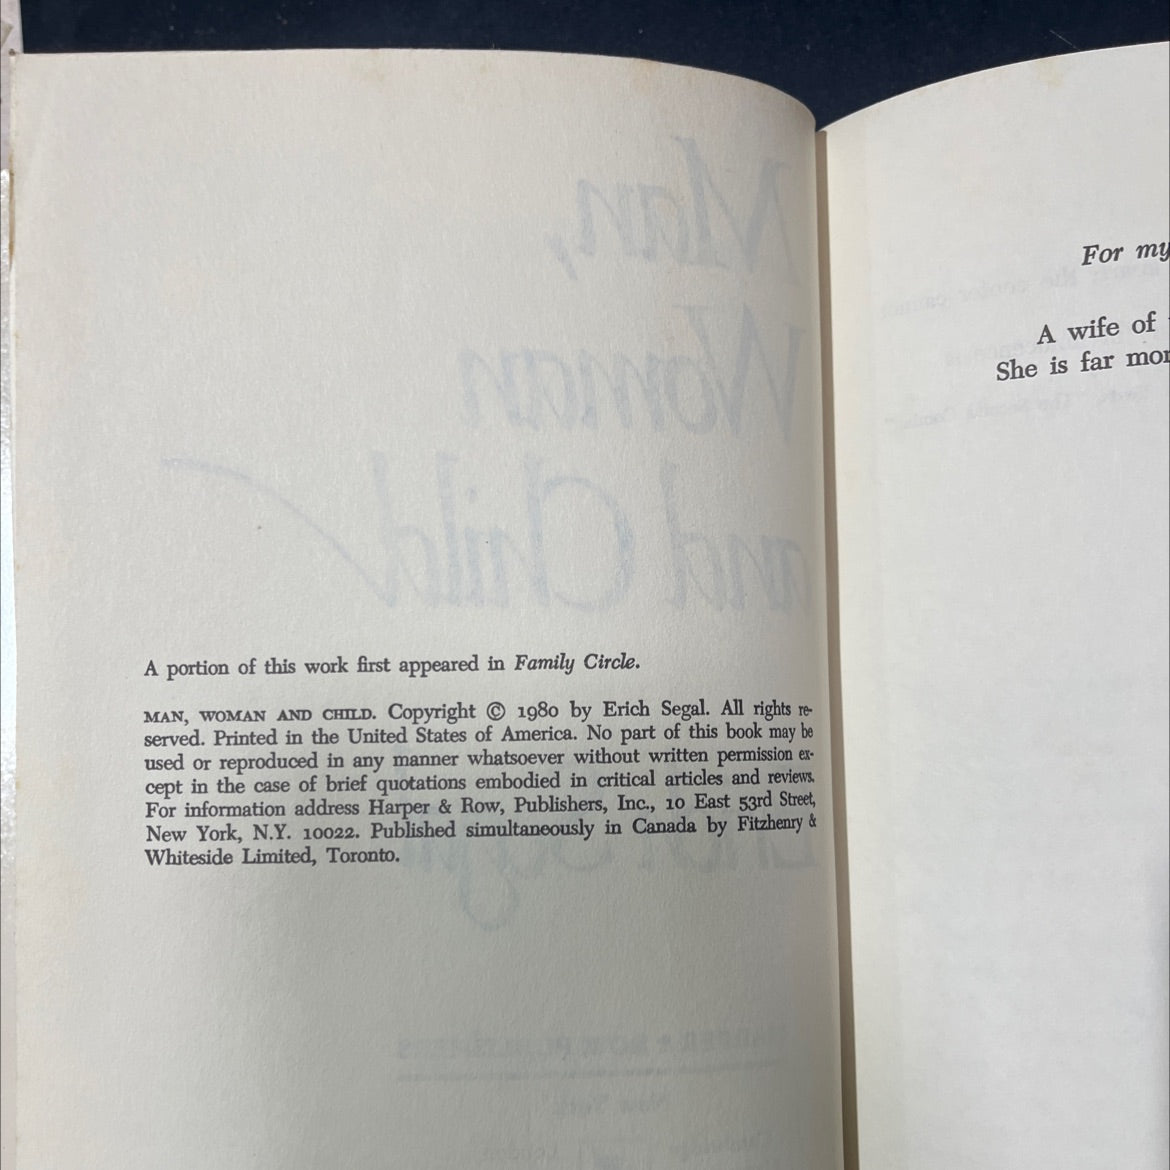 A portion of this work first appeared in Family Circle.
MAN, WOMAN AND CHILD. Copyright © 1980 by Erich Segal. All rights re-
served. Printed in the United States of America. No part of this book may be
used or reproduced in any manner whatsoever without written permission ex-
cept in the case of brief quotations embodied in critical articles and reviews.
For information address Harper & Row, Publishers, Inc., 10 East 53rd Street,
New York, N.Y. 10022. Published simultaneously in Canada by Fitzhenry &
Whiteside Limited, Toronto.
For my
A wife of
She is far
Man,
Woman
and Child